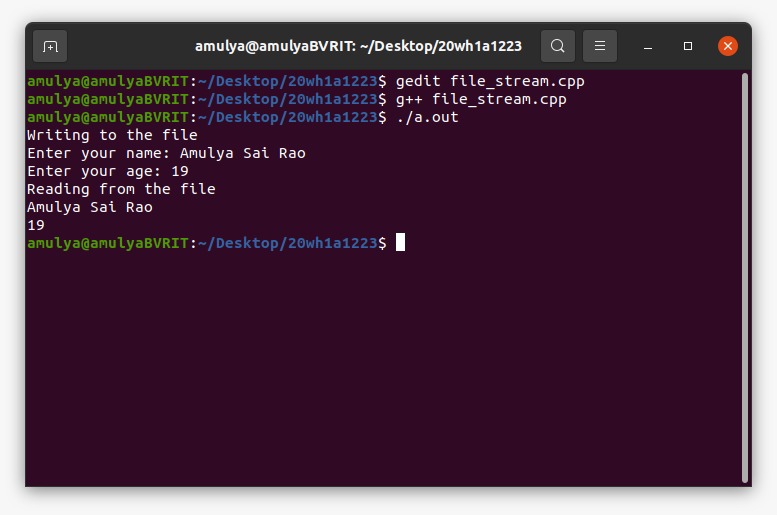 amulya@amulyaBVRIT: ~/Desktop/20wh1a1223
amulya@amulyaBVRIT:~/Desktop/20wh1a1223$ gedit file_stream.cpp
amulya@amulyaBVRIT:~/Desktop/20wh1a1223$ g++ file_stream.cpp
amulya@amulyaBVRIT:~/Desktop/20wh1a1223$ ./a.out
Writing to the file
Enter your name: Amulya Sai Rao
Enter your age: 19
Reading from the file
Amulya Sai Rao
19
amulya@amulyaBVRIT:~/Desktop/20wh1a1223$